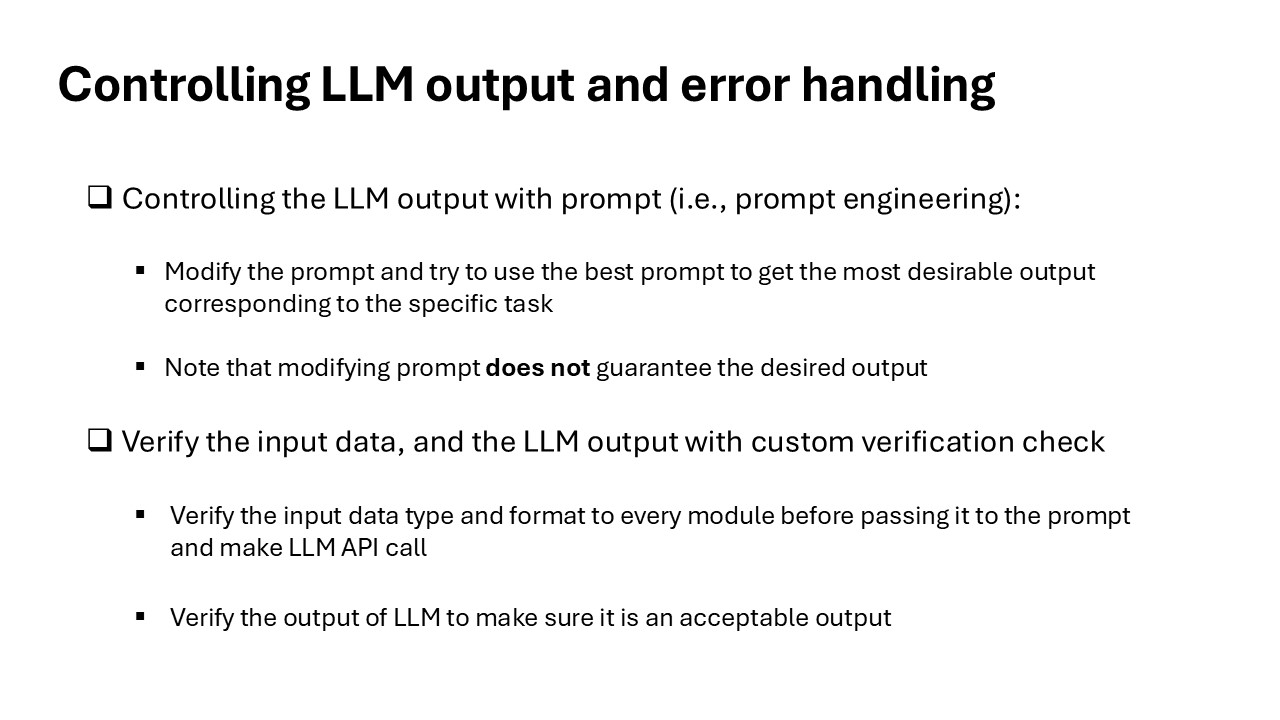 Controlling LLM output and error handling
❑ Controlling the LLM output with prompt (i.e., prompt engineering):
▪ Modify the prompt and try to use the best prompt to get the most desirable output
corresponding to the specific task
▪ Note that modifying prompt does not guarantee the desired output
❑ Verify the input data, and the LLM output with custom verification check
▪ Verify the input data type and format to every module before passing it to the prompt
and make LLM API call
▪ Verify the output of LLM to make sure it is an acceptable output